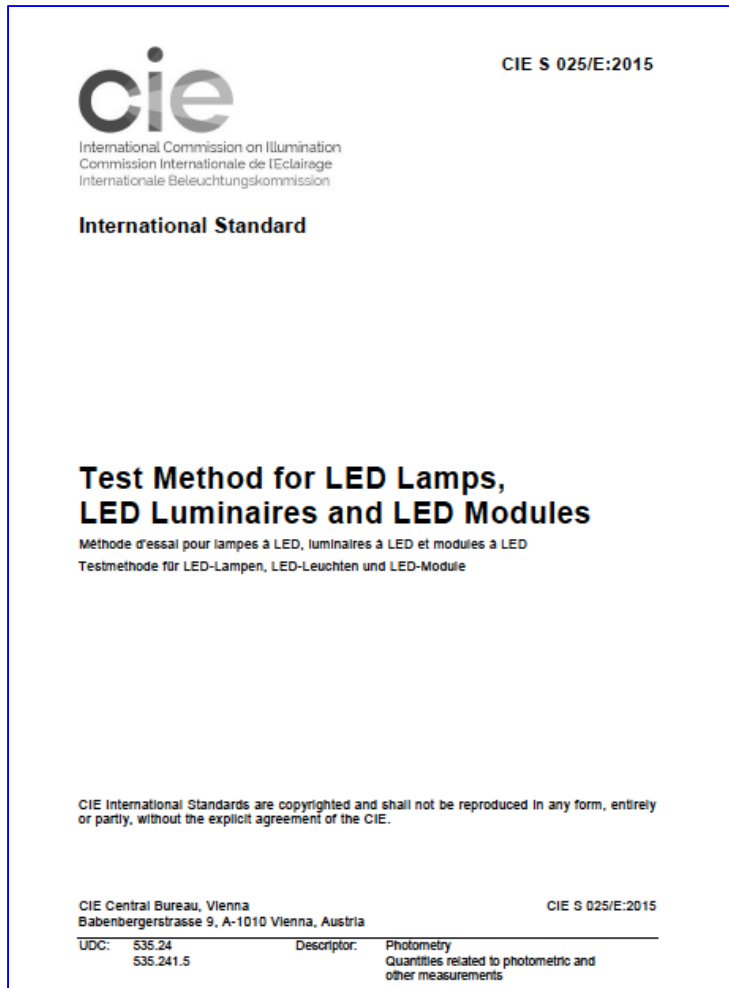 cie
CIE S 025/E:2015
International Commission on Illumination
Commission Internationale de l'Eclairage
Internationale Beleuchtungskommission
International Standard
Test Method for LED Lamps,
LED Luminaires and LED Modules
Méthode d'essai pour lampes à LED, luminaires à LED et modules à LED
Testmethode für LED-Lampen, LED-Leuchten und LED-Module
CIE International Standards are copyrighted and shall not be reproduced in any form, entirely
or partly, without the explicit agreement of the CIE.
CIE Central Bureau, Vienna CIE S 025/E:2015
Babenbergerstrasse 9, A-1010 Vienna, Austria
UDC: 535.24 Descriptor: Photometry
535.241.5 Quantities related to photometric and
other measurements